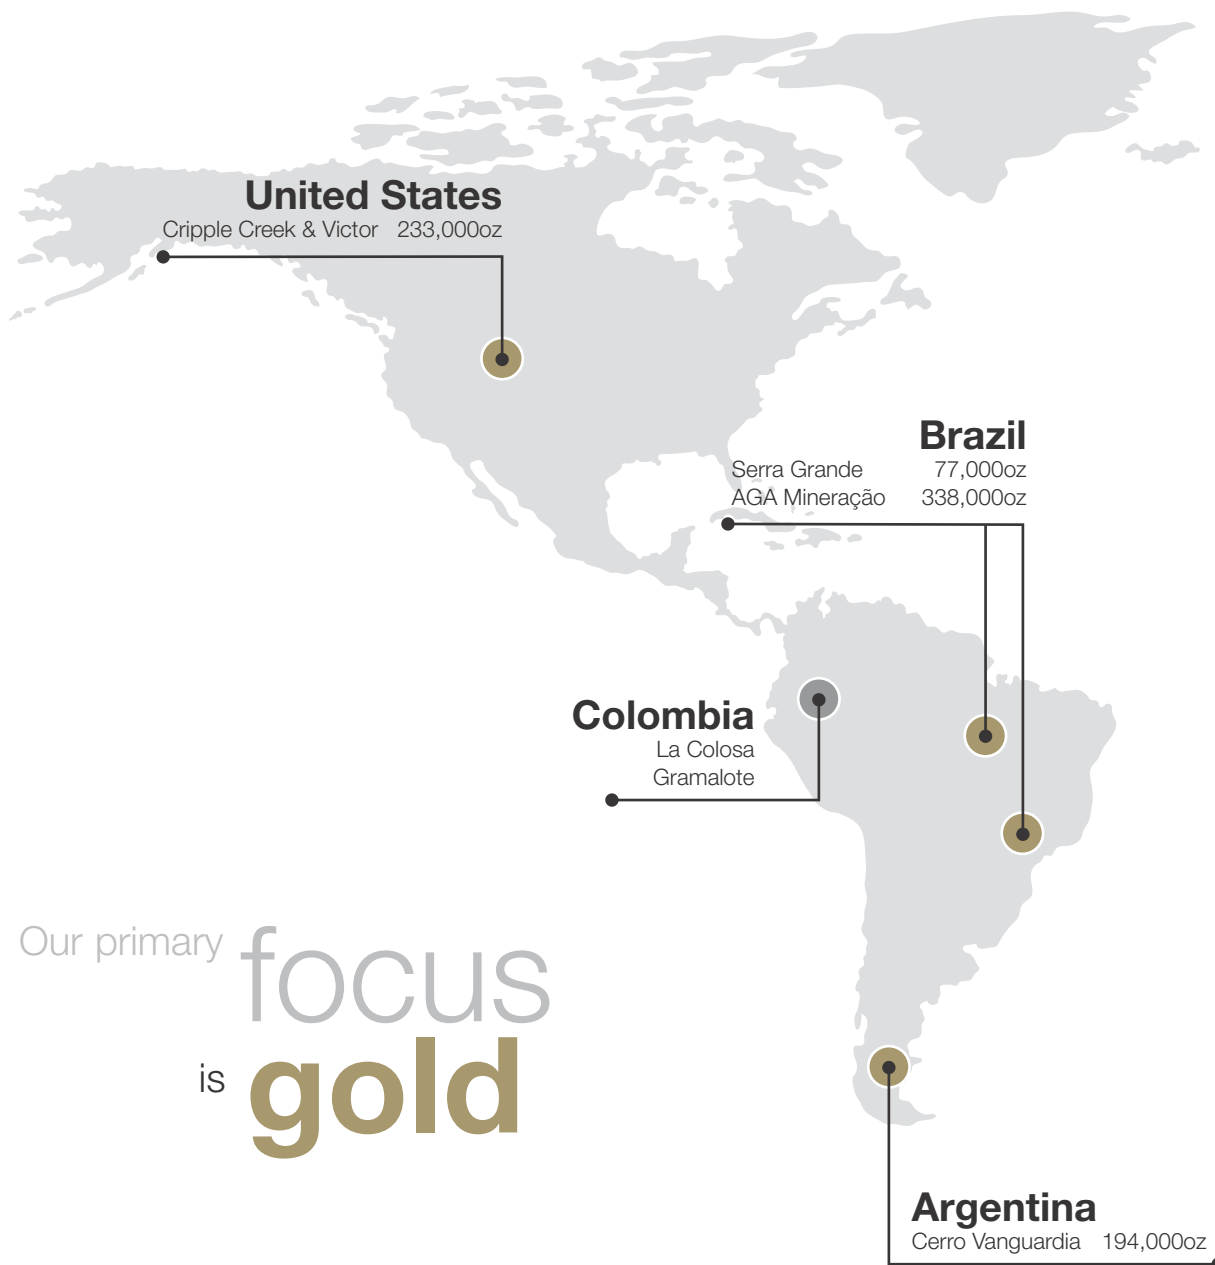 United States
Cripple Creek & Victor 233,000oz
Brazil
Serra Grande 77,000oz
AGA Mineração 338,000oz
Colombia
La Colosa
Gramalote
Our primary focus
is gold
Argentina
Cerro Vanguardia 194,000oz